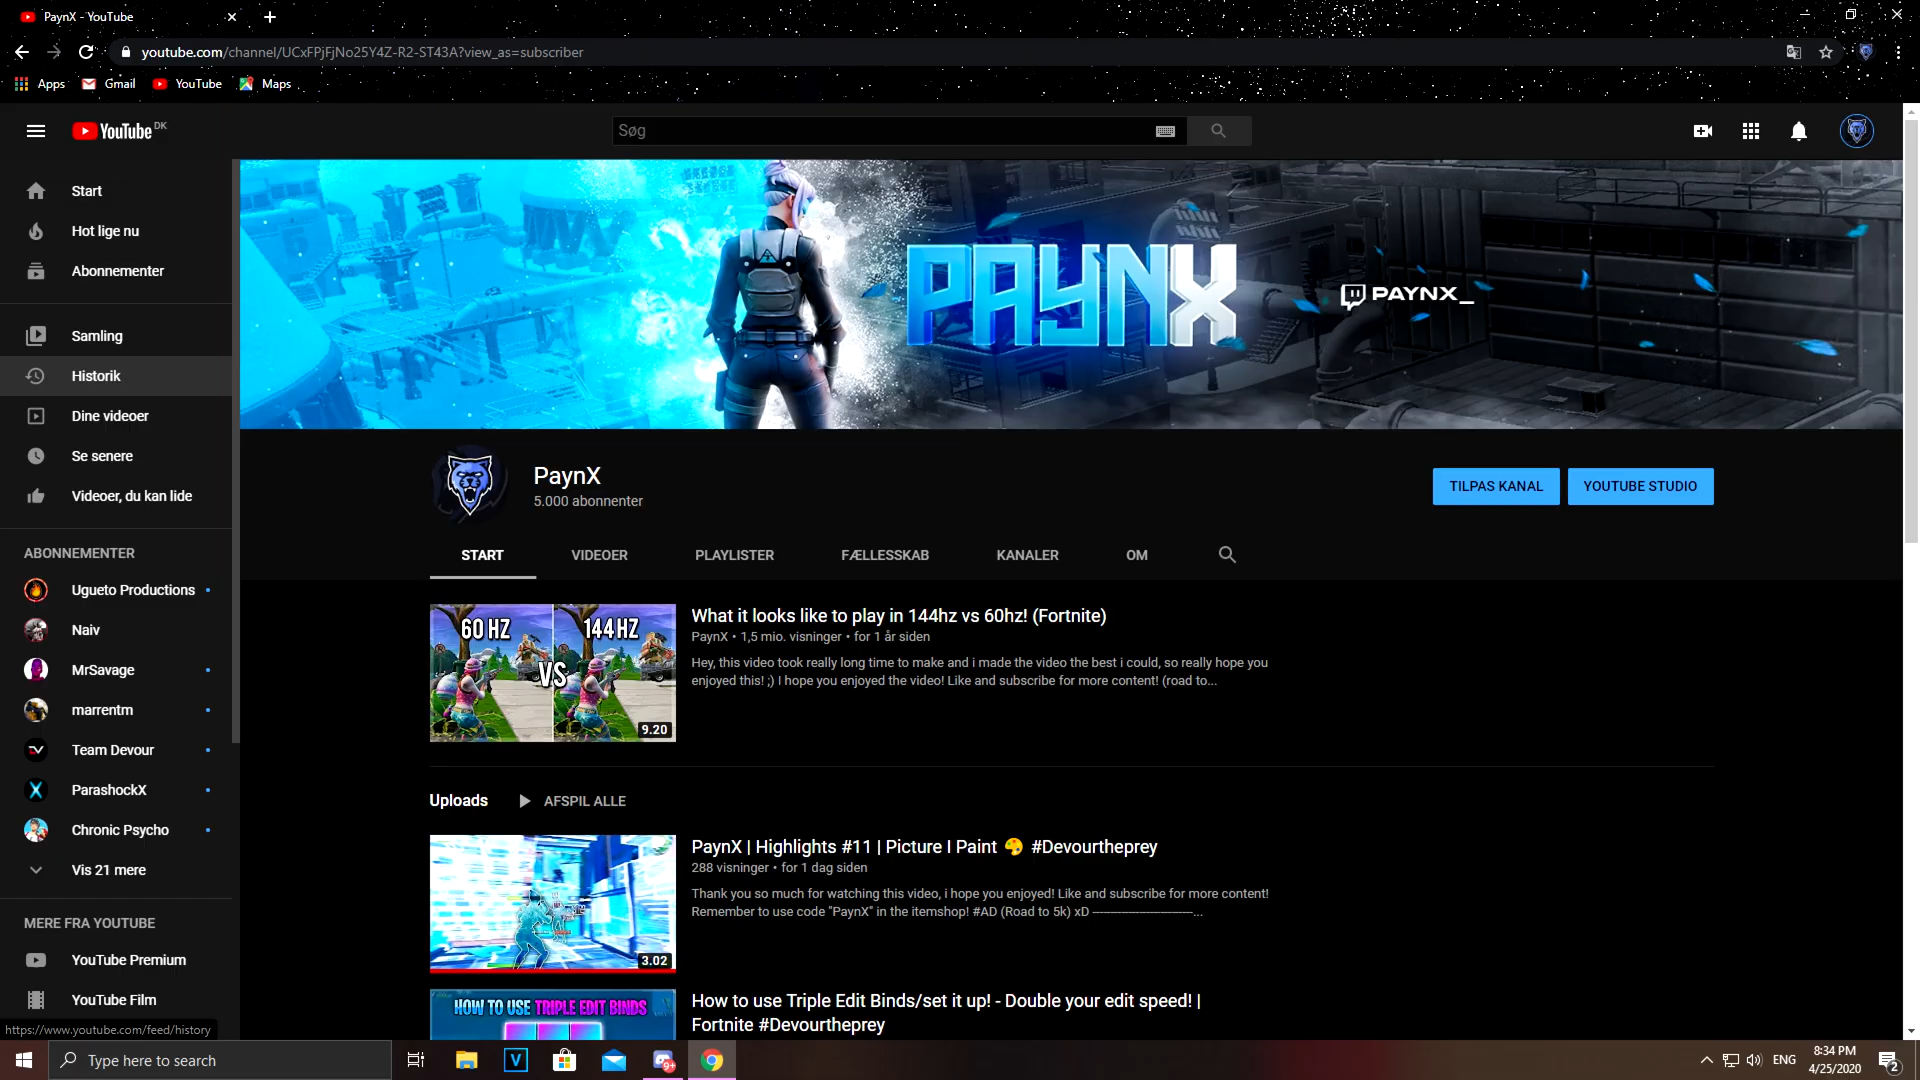 PaynX - YouTube
youtube.com/channel/UCxFPjFjNo25Y4Z-R2-ST43A?view_as=subscriber
Apps
Gmail
YouTube
Maps
YouTube DK
Søg
Start
Hot lige nu
Abonnementer
Samling
Historik
Dine videoer
Se senere
Videoer, du kan lide
ABONNEMENTER
Ugueto Productions
Naiv
MrSavage
marrentm
Team Devour
ParashockX
Chronic Psycho
Vis 21 mere
MERE FRA YOUTUBE
YouTube Premium
YouTube Film
https://www.youtube.com/feed/history
PAYNX
PAYNX_
PaynX
5.000 abonnenter
TILPAS KANAL
YOUTUBE STUDIO
START
VIDEOER
PLAYLISTER
FÆLLESSKAB
KANALER
OM
60 HZ
VS
144 HZ
9.20
What it looks like to play in 144hz vs 60hz! (Fortnite)
PaynX • 1,5 mio. visninger • for 1 år siden
Hey, this video took really long time to make and i made the video the best i could, so really hope you
enjoyed this! ;) I hope you enjoyed the video! Like and subscribe for more content! (road to...
Uploads
AFSPIL ALLE
3.02
PaynX | Highlights #11 | Picture I Paint 🎨 #Devourtheprey
288 visninger • for 1 dag siden
Thank you so much for watching this video, i hope you enjoyed! Like and subscribe for more content!
Remember to use code "PaynX" in the itemshop! #AD (Road to 5k) xD -----------------------------...
HOW TO USE TRIPLE EDIT BINDS
How to use Triple Edit Binds/set it up! - Double your edit speed! |
Fortnite #Devourtheprey
Type here to search
V
9+
ENG
8:34 PM
4/25/2020
2